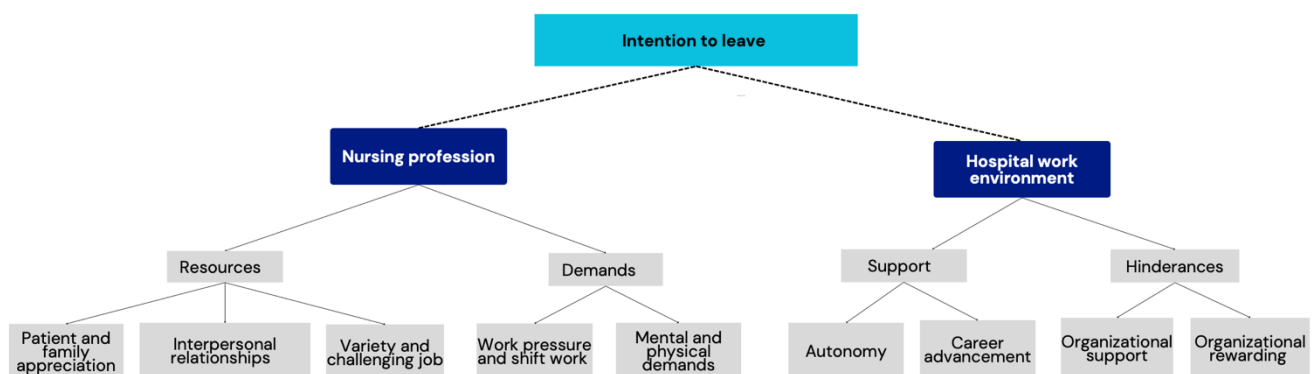 Intention to leave
Nursing profession
Hospital work
environment
Resources
Demands
Support
Hinderances
Patient and
family
appreciation
Interpersonal
relationships
Variety and
challenging job
Work pressure
and shift work
Mental and
physical
demands
Autonomy
Career
advancement
Organizational
support
Organizational
rewarding